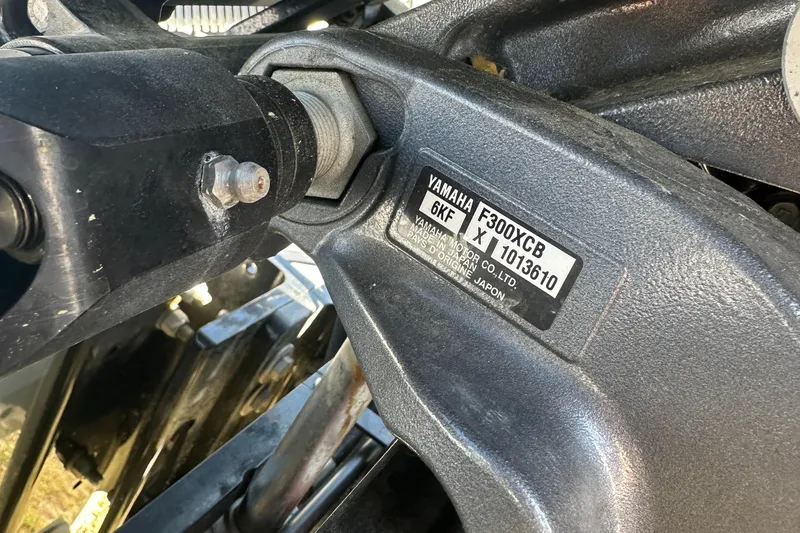 YAMAHA F300XCB
6KF X 1013610
YAMAHA MOTOR CO., LTD.
MADE IN JAPAN
PAYS D'ORIGINE JAPON